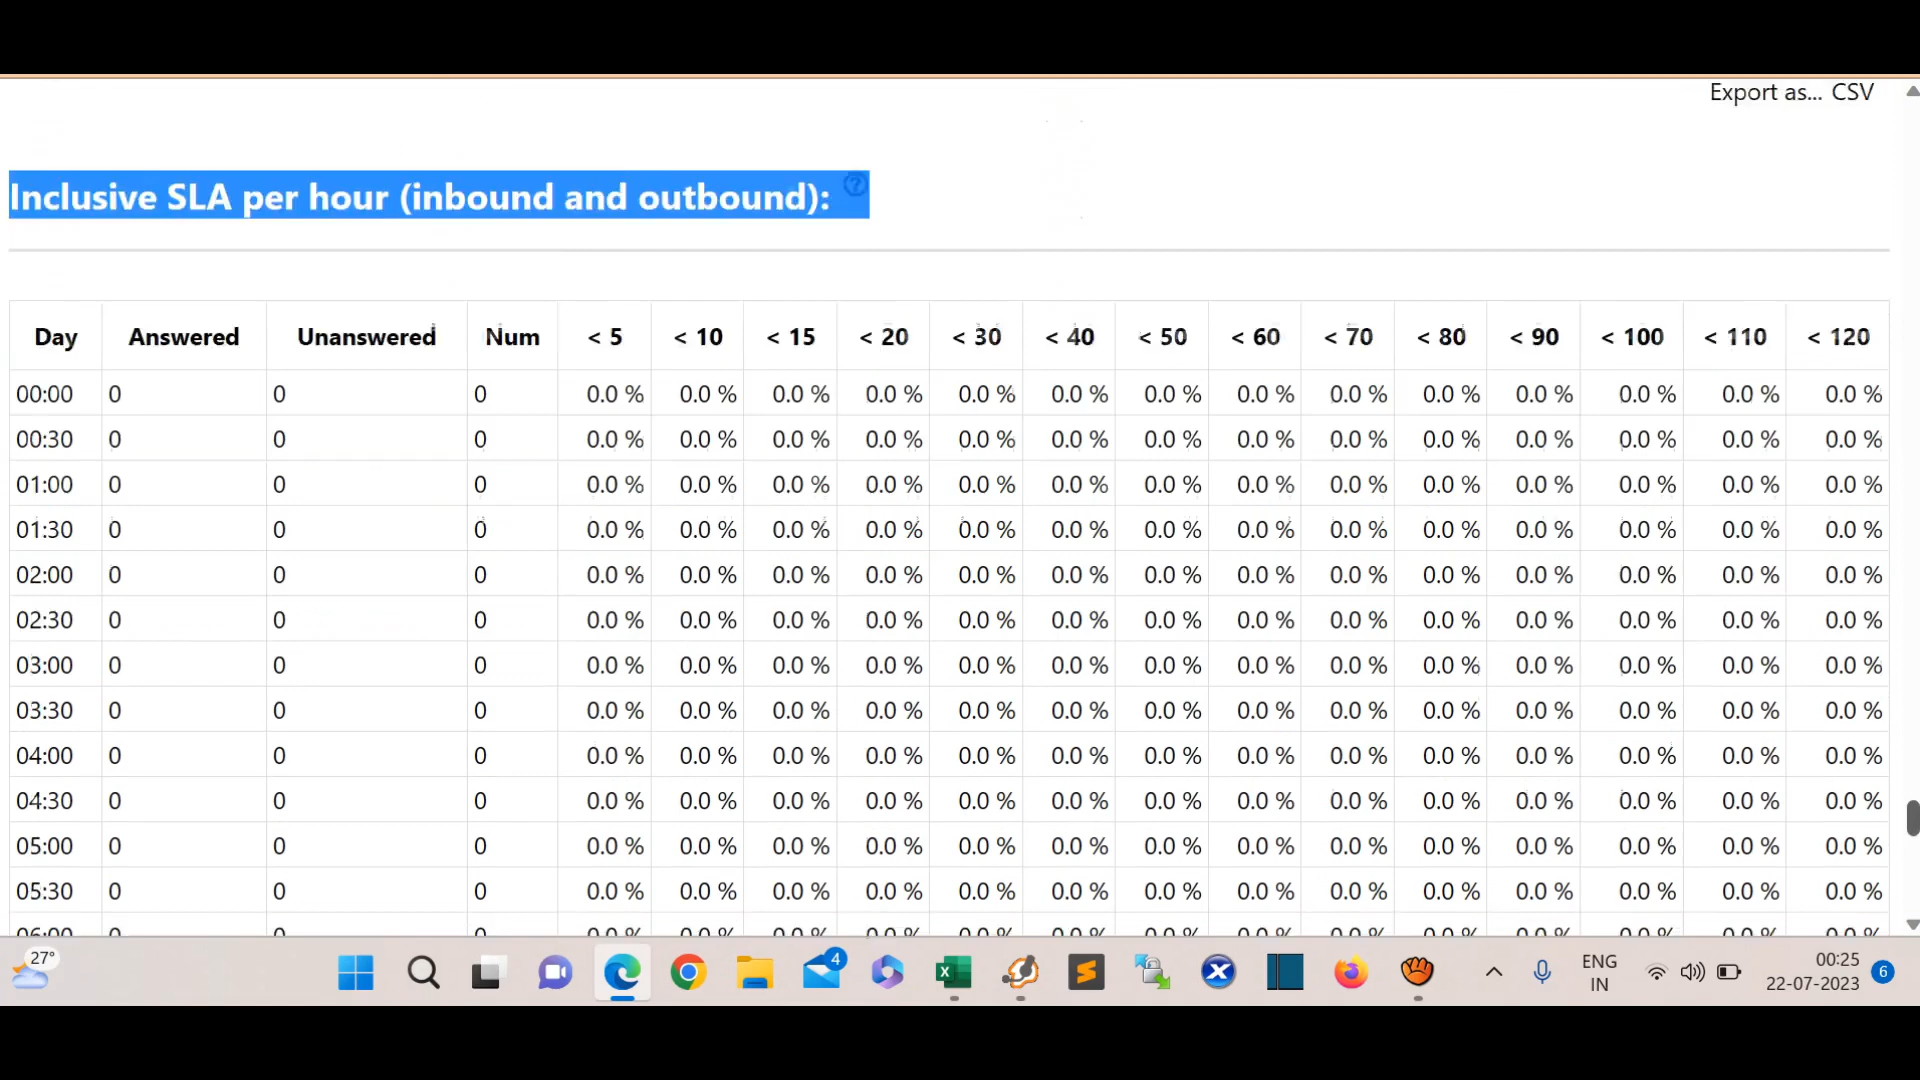 Export as... CSV
Inclusive SLA per hour (inbound and outbound):
Day Answered Unanswered Num < 5 < 10 < 15 < 20 < 30 < 40 < 50 < 60 < 70 < 80 < 90 < 100 < 110 < 120
00:00 0 0 0 0.0 % 0.0 % 0.0 % 0.0 % 0.0 % 0.0 % 0.0 % 0.0 % 0.0 % 0.0 % 0.0 % 0.0 % 0.0 % 0.0 %
00:30 0 0 0 0.0 % 0.0 % 0.0 % 0.0 % 0.0 % 0.0 % 0.0 % 0.0 % 0.0 % 0.0 % 0.0 % 0.0 % 0.0 % 0.0 %
01:00 0 0 0 0.0 % 0.0 % 0.0 % 0.0 % 0.0 % 0.0 % 0.0 % 0.0 % 0.0 % 0.0 % 0.0 % 0.0 % 0.0 % 0.0 %
01:30 0 0 0 0.0 % 0.0 % 0.0 % 0.0 % 0.0 % 0.0 % 0.0 % 0.0 % 0.0 % 0.0 % 0.0 % 0.0 % 0.0 % 0.0 %
02:00 0 0 0 0.0 % 0.0 % 0.0 % 0.0 % 0.0 % 0.0 % 0.0 % 0.0 % 0.0 % 0.0 % 0.0 % 0.0 % 0.0 % 0.0 %
02:30 0 0 0 0.0 % 0.0 % 0.0 % 0.0 % 0.0 % 0.0 % 0.0 % 0.0 % 0.0 % 0.0 % 0.0 % 0.0 % 0.0 % 0.0 %
03:00 0 0 0 0.0 % 0.0 % 0.0 % 0.0 % 0.0 % 0.0 % 0.0 % 0.0 % 0.0 % 0.0 % 0.0 % 0.0 % 0.0 % 0.0 %
03:30 0 0 0 0.0 % 0.0 % 0.0 % 0.0 % 0.0 % 0.0 % 0.0 % 0.0 % 0.0 % 0.0 % 0.0 % 0.0 % 0.0 % 0.0 %
04:00 0 0 0 0.0 % 0.0 % 0.0 % 0.0 % 0.0 % 0.0 % 0.0 % 0.0 % 0.0 % 0.0 % 0.0 % 0.0 % 0.0 % 0.0 %
04:30 0 0 0 0.0 % 0.0 % 0.0 % 0.0 % 0.0 % 0.0 % 0.0 % 0.0 % 0.0 % 0.0 % 0.0 % 0.0 % 0.0 % 0.0 %
05:00 0 0 0 0.0 % 0.0 % 0.0 % 0.0 % 0.0 % 0.0 % 0.0 % 0.0 % 0.0 % 0.0 % 0.0 % 0.0 % 0.0 % 0.0 %
05:30 0 0 0 0.0 % 0.0 % 0.0 % 0.0 % 0.0 % 0.0 % 0.0 % 0.0 % 0.0 % 0.0 % 0.0 % 0.0 % 0.0 % 0.0 %
27° 4 ENG 00:25 6
IN 22-07-2023